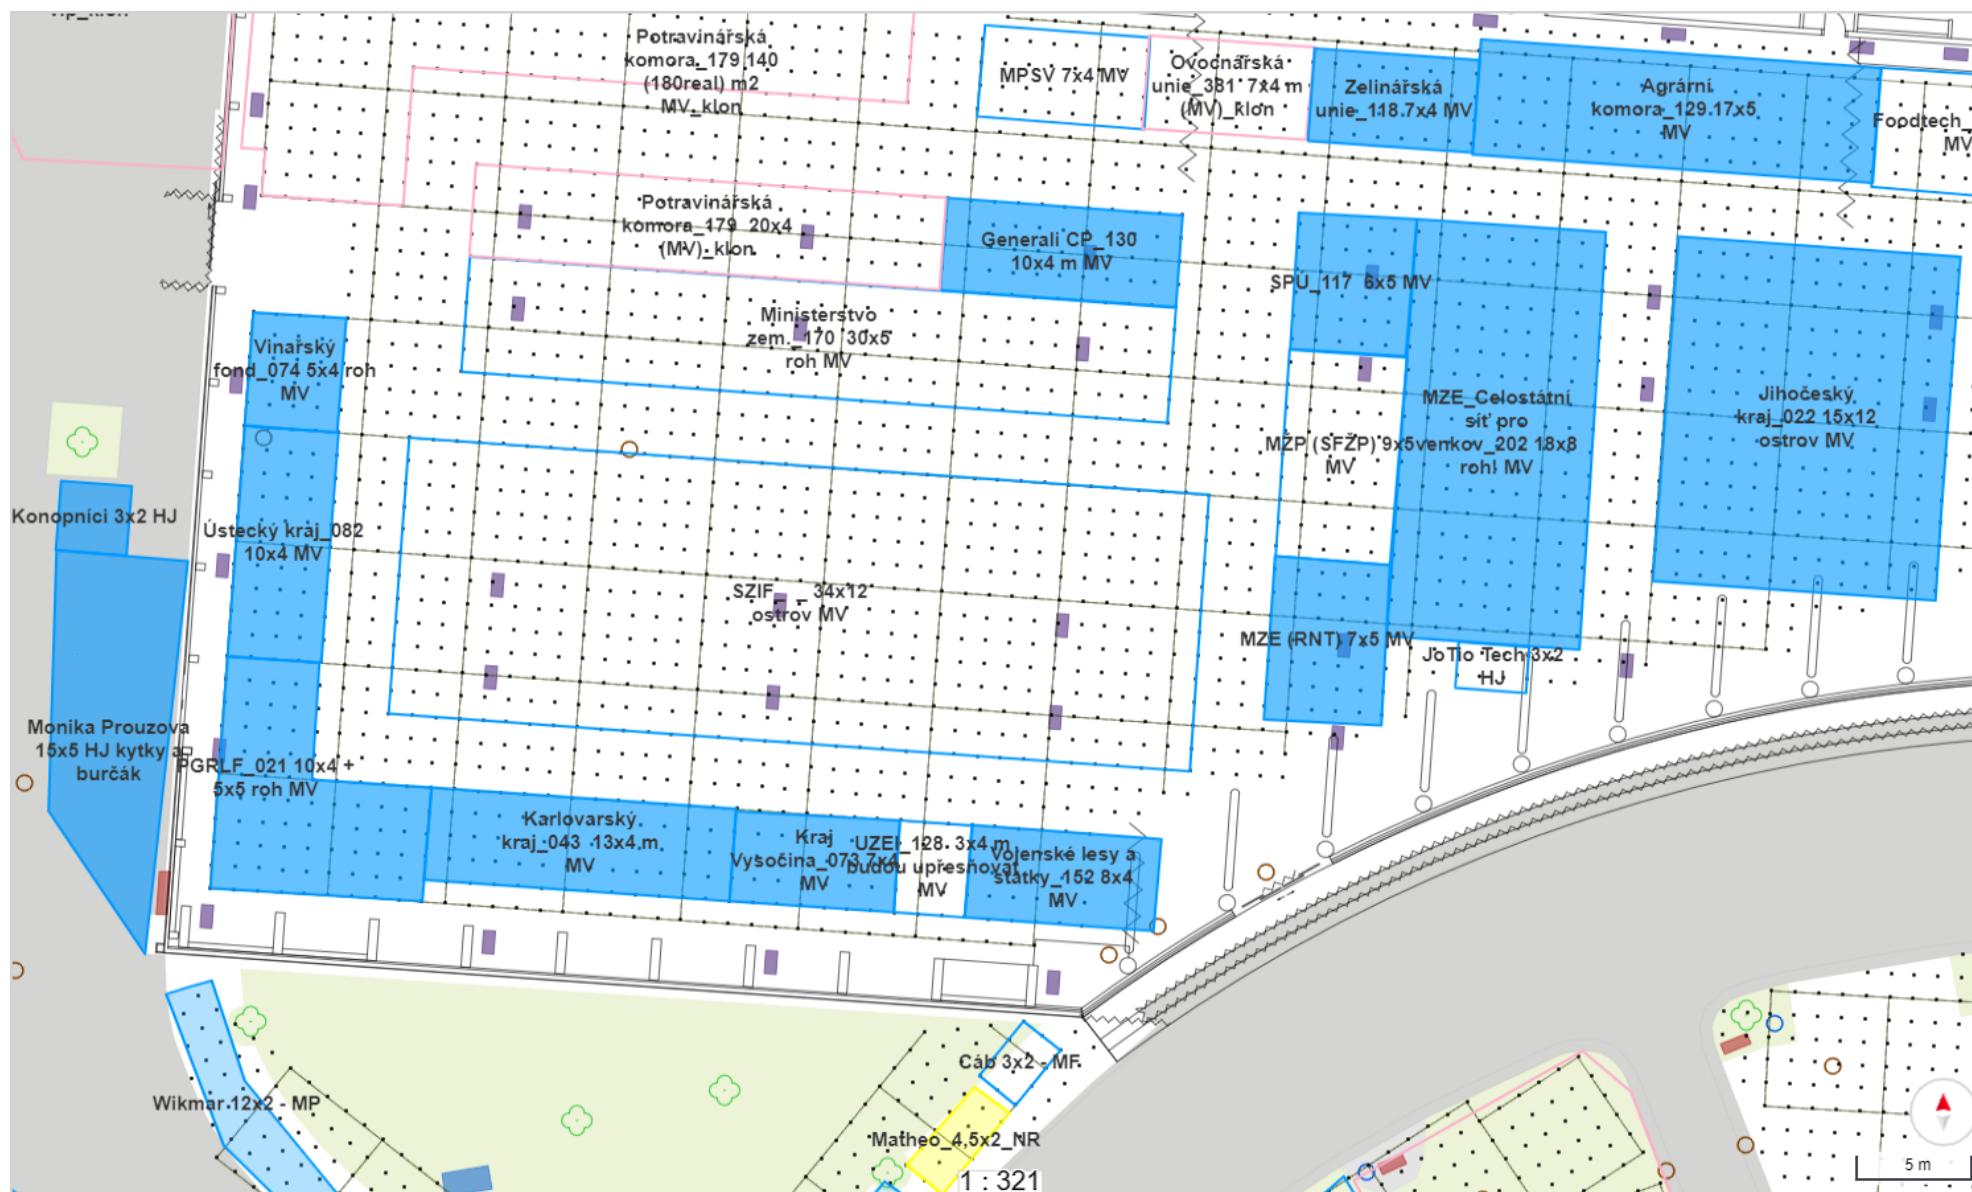 Potravinářská
komora_179 140
(180real) m2
MV_klon
MPSV 7x4 MV
Ovocnářská
unie_381 7x4 m
(MV)_klon
Zelinářská
unie_118 7x4 MV
Agrární
komora_129 17x5
MV
Foodtech_
MV
Potravinářská
komora_179 20x4
(MV)_klon
Generali CP_130
10x4 m MV
SPÚ_117 6x5 MV
Ministerstvo
zem._170 30x5
roh MV
Vinařský
fond_074 5x4 roh
MV
MZE_Celostátní
síť pro
venkov_202 18x8
roh! MV
MŽP (SFŽP) 9x5
MV
Jihočeský
kraj_022 15x12
ostrov MV
Konopníci 3x2 HJ
Ústecký kraj_082
10x4 MV
SZIF_ _ 34x12
ostrov MV
MZE (RNT) 7x5 MV
JoTio Tech 3x2
HJ
Monika Prouzova
15x5 HJ kytky a
burčák
PGRLF_021 10x4 +
5x5 roh MV
Karlovarský
kraj_043 13x4 m
MV
Kraj
Vysočina_073 7x4
MV
UZEI_128 3x4 m
budou upřesňovat
MV
Vojenské lesy a
statky_152 8x4
MV
Cáb 3x2 - MF
Wikmar 12x2 - MP
Matheo_4,5x2_NR
1 : 321
5 m